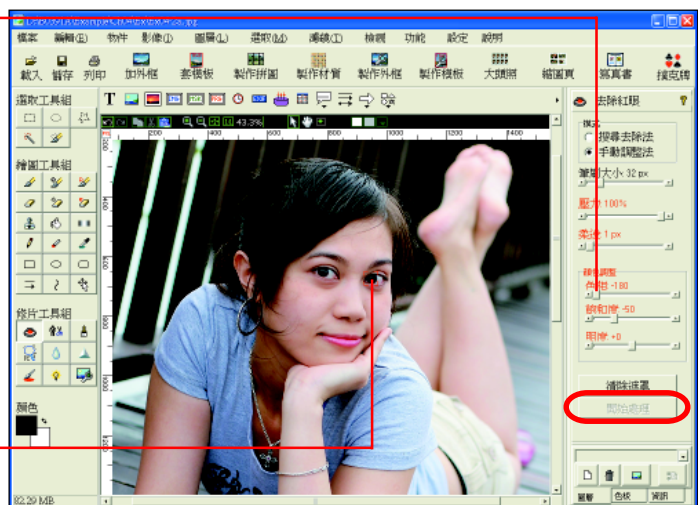 檔案 編輯(E) 物件 影像(I) 圖層(L) 選取(M) 濾鏡(T) 檢視 功能 設定 說明
載入 儲存 列印 加外框 套模板 製作拼圖 製作材質 製作外框 製作模板 大頭照 縮圖頁 寫真書 撲克牌
選取工具組
T
43.3%
200 400 600 800 1000 1200 1400
繪圖工具組
修片工具組
顏色
82.29 MB
去除紅眼 ?
模式
搜尋去除法
手動調整法
筆刷大小 32 px
壓力 100%
柔邊 1 px
顏色調整
色相 -180
飽和度 -50
明度 +0
清除遮罩
開始處理
圖層 色板 資訊